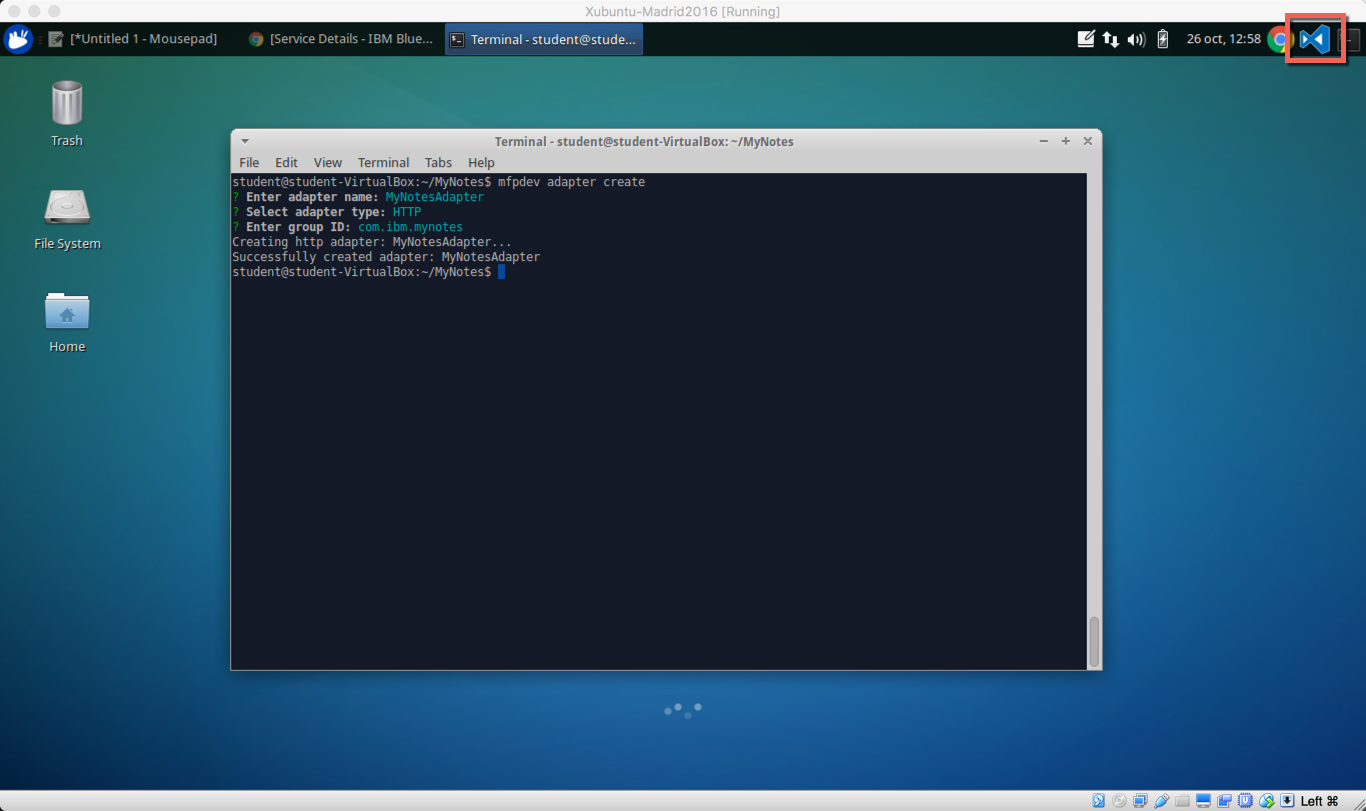 Xubuntu-Madrid2016 [Running]
[*Untitled 1 - Mousepad]
[Service Details - IBM Blue...
Terminal - student@stude...
26 oct, 12:58
Trash
File System
Home
Terminal - student@student-VirtualBox: ~/MyNotes
File Edit View Terminal Tabs Help
student@student-VirtualBox:~/MyNotes$ mfpdev adapter create
? Enter adapter name: MyNotesAdapter
? Select adapter type: HTTP
? Enter group ID: com.ibm.mynotes
Creating http adapter: MyNotesAdapter...
Successfully created adapter: MyNotesAdapter
student@student-VirtualBox:~/MyNotes$
Left ⌘